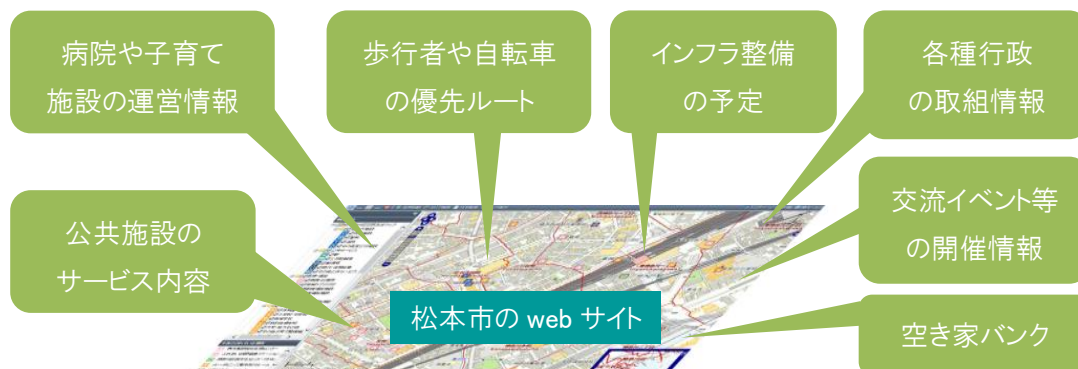 病院や子育て
施設の運営情報
歩行者や自転車
の優先ルート
インフラ整備
の予定
各種行政
の取組情報
公共施設の
サービス内容
交流イベント等
の開催情報
松本市の web サイト
空き家バンク